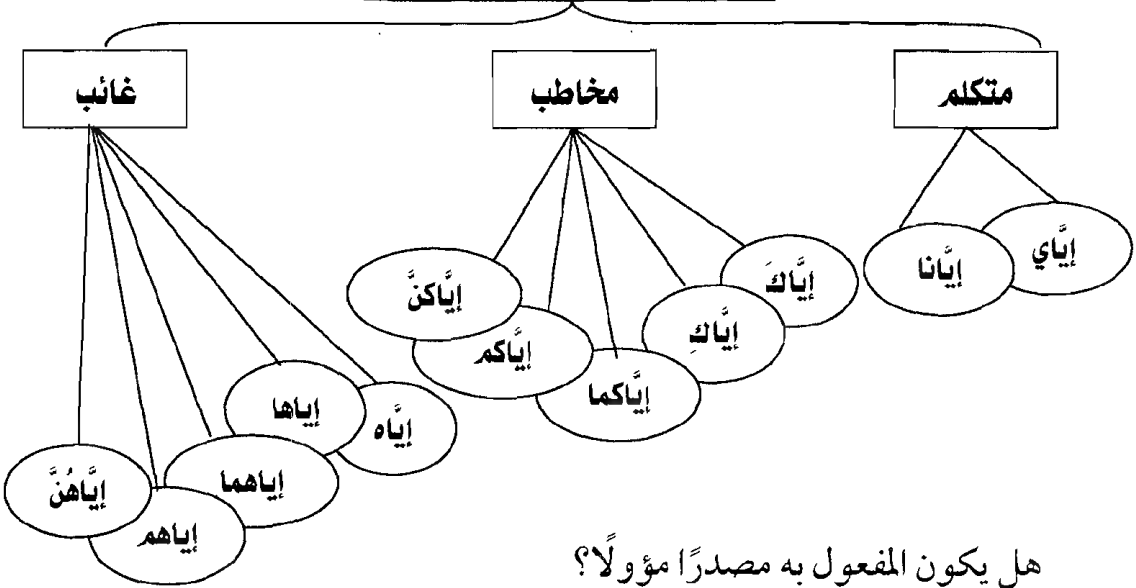 متكلم
مخاطب
غائب
إيَّاي
إيَّانا
إيَّاكَ
إيَّاكِ
إيَّاكما
إيَّاكم
إيَّاكنَّ
إيَّاه
إياها
إياهما
إياهم
إيَّاهُنَّ
هل يكون المفعول به مصدرًا مؤولًا؟